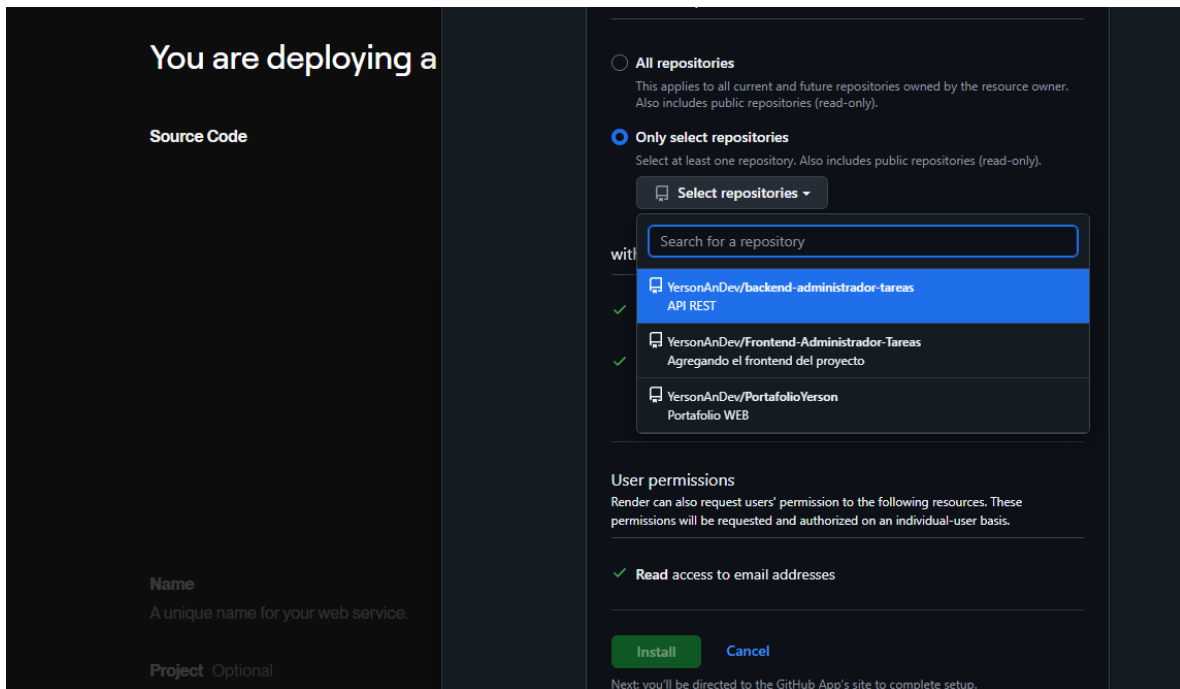 You are deploying a
Source Code
Name
A unique name for your web service.
Project Optional
All repositories
This applies to all current and future repositories owned by the resource owner.
Also includes public repositories (read-only).
Only select repositories
Select at least one repository. Also includes public repositories (read-only).
Select repositories
Search for a repository
with
YersonAnDev/backend-administrador-tareas
API REST
YersonAnDev/Frontend-Administrador-Tareas
Agregando el frontend del proyecto
YersonAnDev/PortafolioYerson
Portafolio WEB
User permissions
Render can also request users' permission to the following resources. These
permissions will be requested and authorized on an individual-user basis.
Read access to email addresses
Install Cancel
Next: you'll be directed to the GitHub App's site to complete setup.